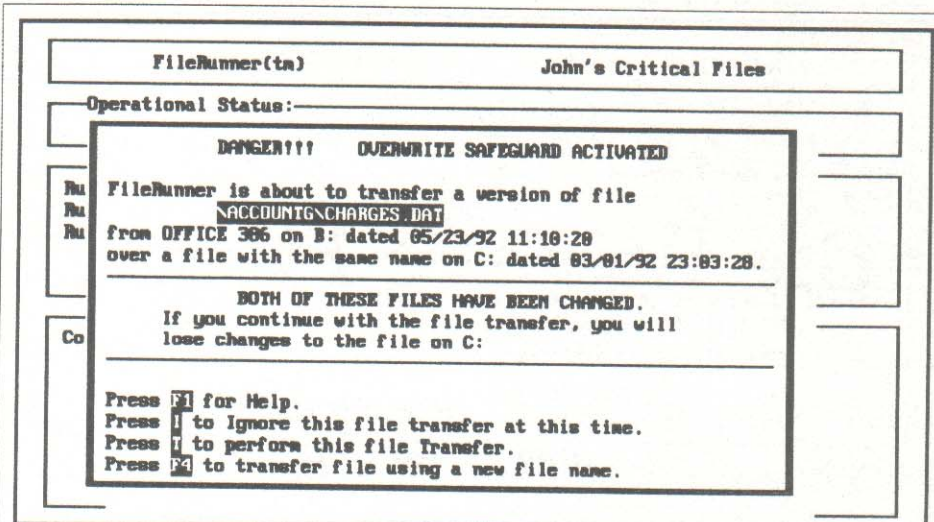 FileRunner(tm) John's Critical Files
Operational Status:
DANGER!!! OVERWRITE SAFEGUARD ACTIVATED
Ru
Ru
Ru
FileRunner is about to transfer a version of file
\ACCOUNTG\CHARGES.DAT
from OFFICE 386 on B: dated 05/23/92 11:10:20
over a file with the same name on C: dated 03/01/92 23:03:28.
BOTH OF THESE FILES HAVE BEEN CHANGED.
If you continue with the file transfer, you will
Co
lose changes to the file on C:
Press F1 for Help.
Press I to Ignore this file transfer at this time.
Press T to perform this file Transfer.
Press F4 to transfer file using a new file name.